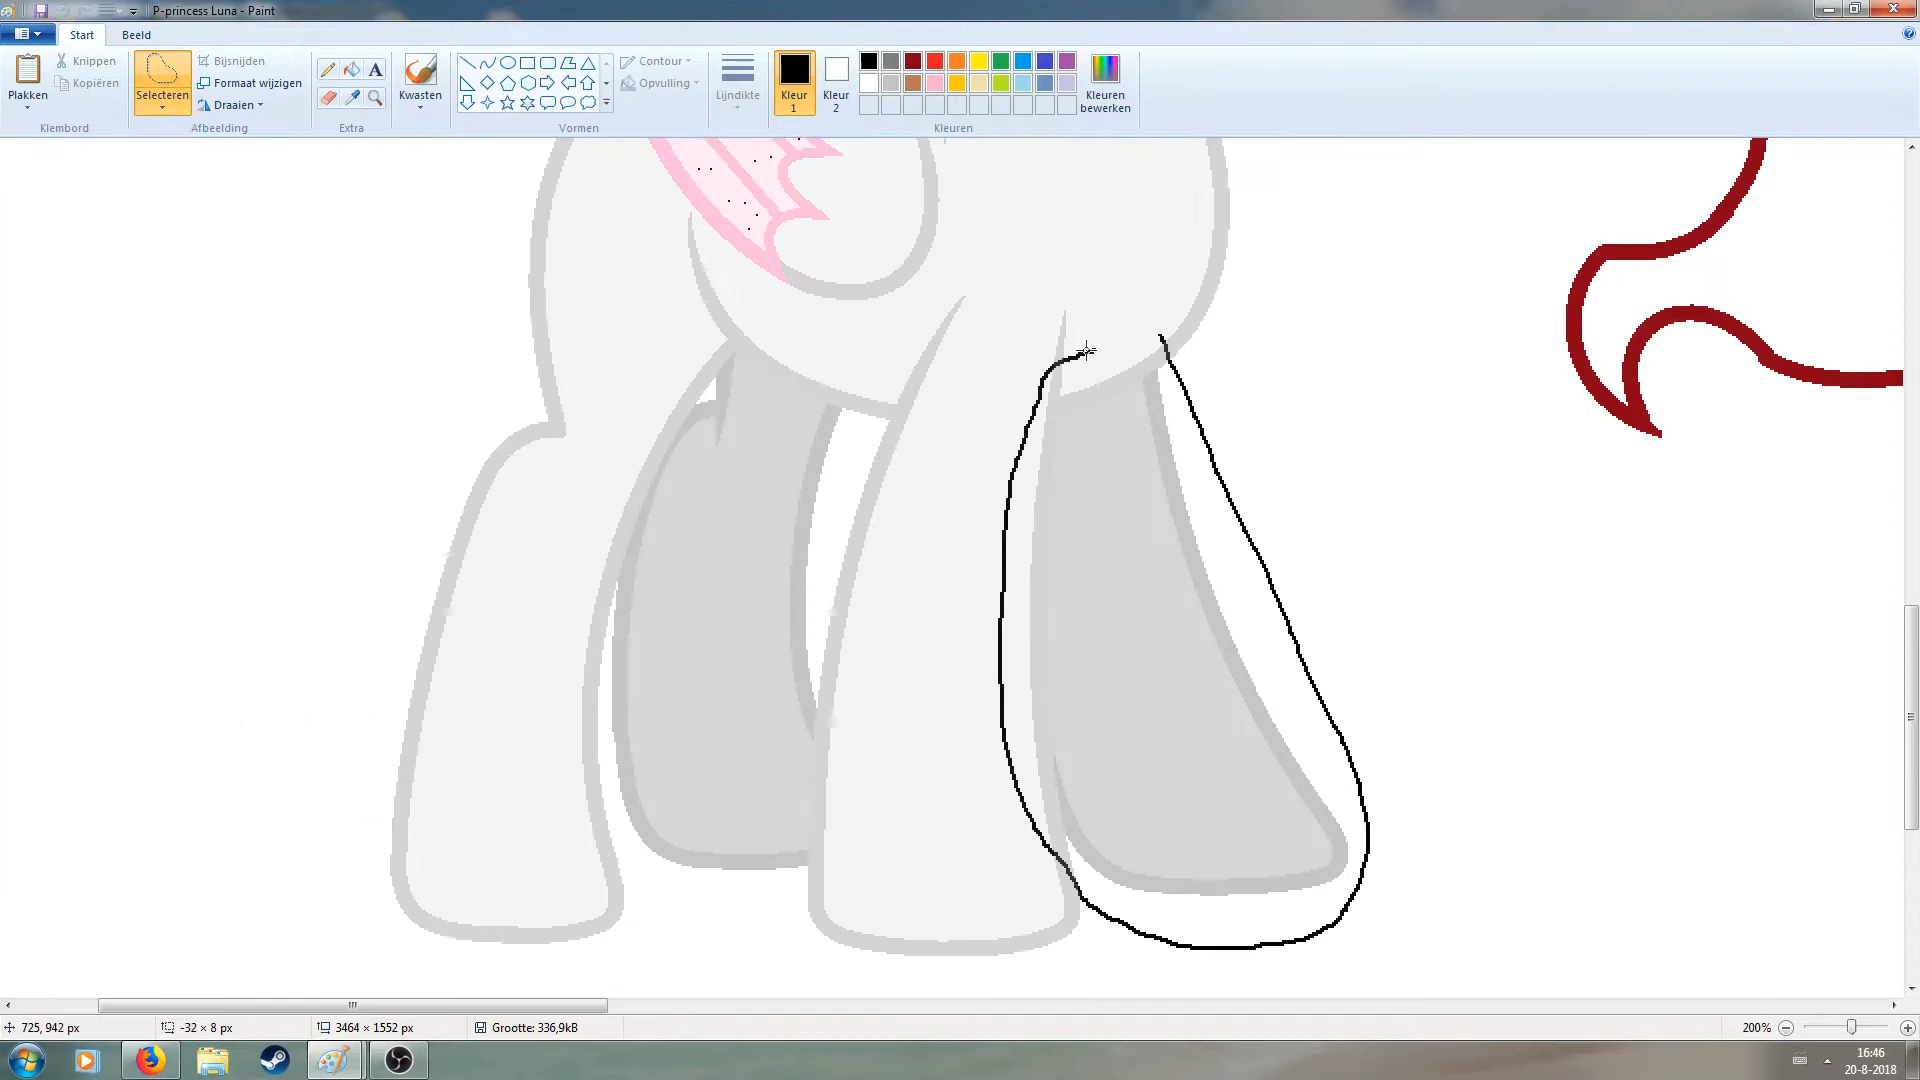 P-princess Luna - Paint
Start Beeld
Plakken
Knippen
Kopiëren
Klembord
Selecteren
Bijsnijden
Formaat wijzigen
Draaien
Afbeelding
A
Extra
Kwasten
Contour
Opvulling
Vormen
Lijndikte
Kleur
1
Kleur
2
Kleuren
bewerken
Kleuren
725, 942 px
-32 × 8 px
3464 × 1552 px
Grootte: 336,9kB
200%
16:46
20-8-2018